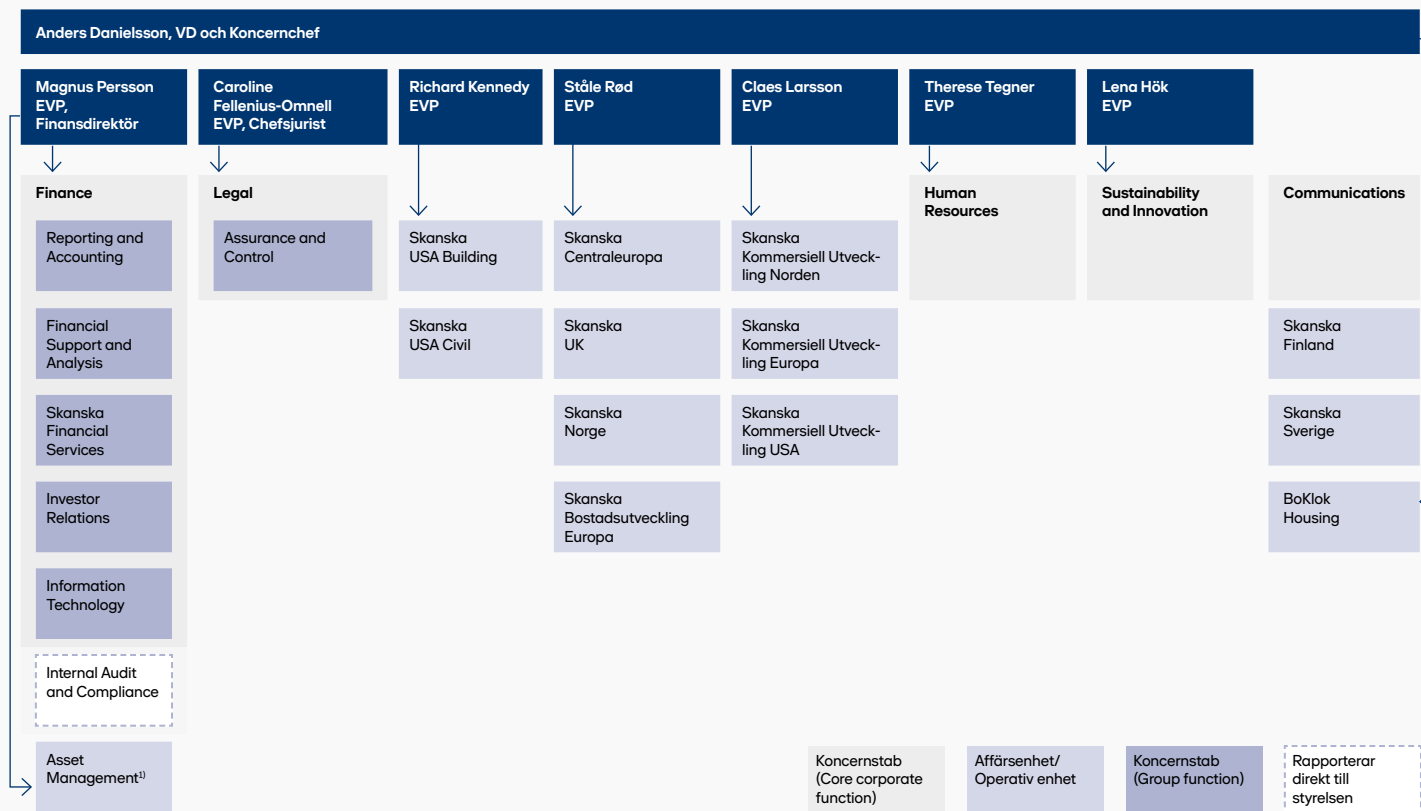 Anders Danielsson, VD och Koncernchef
Magnus Persson
EVP,
Finansdirektör
Caroline
Fellenius-Omnell
EVP, Chefsjurist
Richard Kennedy
EVP
Ståle Rød
EVP
Claes Larsson
EVP
Therese Tegner
EVP
Lena Hök
EVP
Finance
Reporting and
Accounting
Financial
Support and
Analysis
Skanska
Financial
Services
Investor
Relations
Information
Technology
Internal Audit
and Compliance
Asset
Management1)
Legal
Assurance and
Control
Skanska
USA Building
Skanska
USA Civil
Skanska
Centraleuropa
Skanska
UK
Skanska
Norge
Skanska
Bostadsutveckling
Europa
Skanska
Kommersiell Utveck-
ling Norden
Skanska
Kommersiell Utveck-
ling Europa
Skanska
Kommersiell Utveck-
ling USA
Human
Resources
Sustainability
and Innovation
Communications
Skanska
Finland
Skanska
Sverige
BoKlok
Housing
Koncernstab
(Core corporate
function)
Affärsenhet/
Operativ enhet
Koncernstab
(Group function)
Rapporterar
direkt till
styrelsen